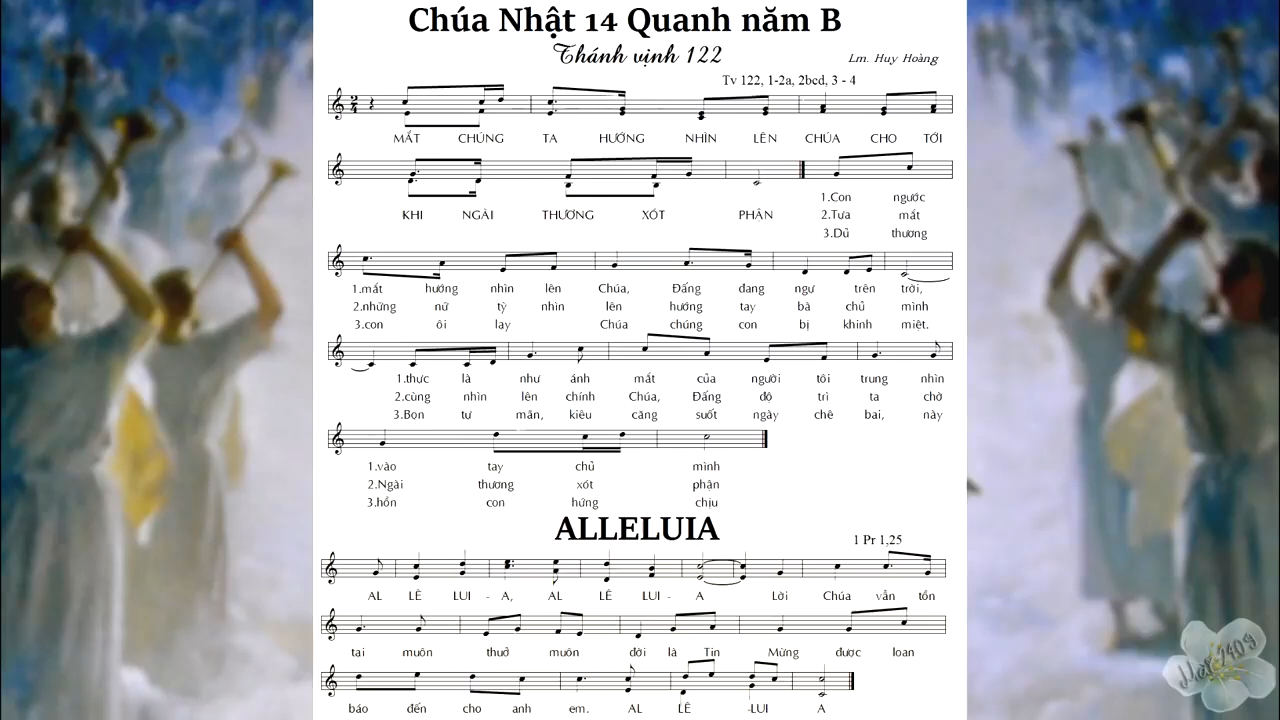 Chúa Nhật 14 Quanh năm B
Thánh vịnh 122
Lm. Huy Hoàng
Tv 122, 1-2a, 2bcd, 3 - 4
MẮT CHÚNG TA HƯỚNG NHÌN LÊN CHÚA CHO TỚI
KHI NGÀI THƯƠNG XÓT PHẬN
1.Con ngước
2.Tựa mắt
3.Dủ thương
1.mắt hướng nhìn lên Chúa, Đấng đang ngự trên trời,
2.những nữ tỳ nhìn lên hướng tay bà chủ mình
3.con ôi lạy Chúa chúng con bị khinh miệt.
1.thực là như ánh mắt của người tôi trung nhìn
2.cùng nhìn lên chính Chúa, Đấng độ trì ta chờ
3.Bọn tự mãn, kiêu căng suốt ngày chê bai, này
1.vào tay chủ mình
2.Ngài thương xót phận
3.hồn con hứng chịu
ALLELUIA
1 Pr 1,25
AL LÊ LUI - A, AL LÊ LUI - A Lời Chúa vẫn tồn
tại muôn thuở muôn đời là Tin Mừng được loan
báo đến cho anh em. AL LÊ -LUI A
Hat2409